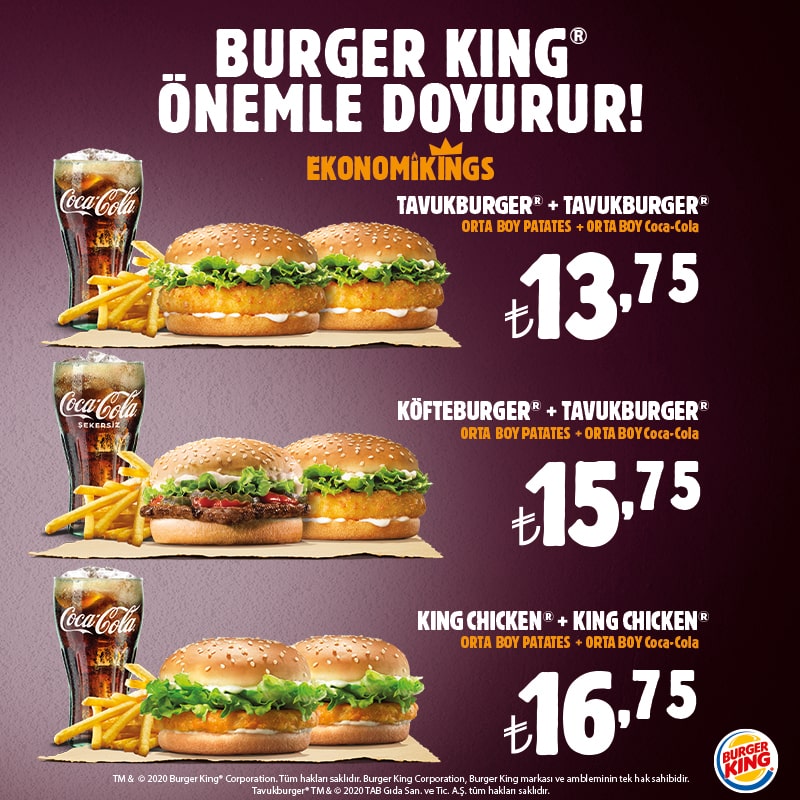 BURGER KING®
ÖNEMLE DOYURUR!
EKONOMİKINGS
Coca-Cola
TAVUKBURGER® + TAVUKBURGER®
ORTA BOY PATATES + ORTA BOY Coca-Cola
₺13,75
Coca-Cola
ŞEKERSİZ
KÖFTEBURGER® + TAVUKBURGER®
ORTA BOY PATATES + ORTA BOY Coca-Cola
₺15,75
Coca-Cola
KING CHICKEN® + KING CHICKEN®
ORTA BOY PATATES + ORTA BOY Coca-Cola
₺16,75
BURGER
KING
TM & © 2020 Burger King® Corporation. Tüm hakları saklıdır. Burger King Corporation, Burger King markası ve ambleminin tek hak sahibidir.
Tavukburger® TM & © 2020 TAB Gıda San. ve Tic. A.Ş. tüm hakları saklıdır.